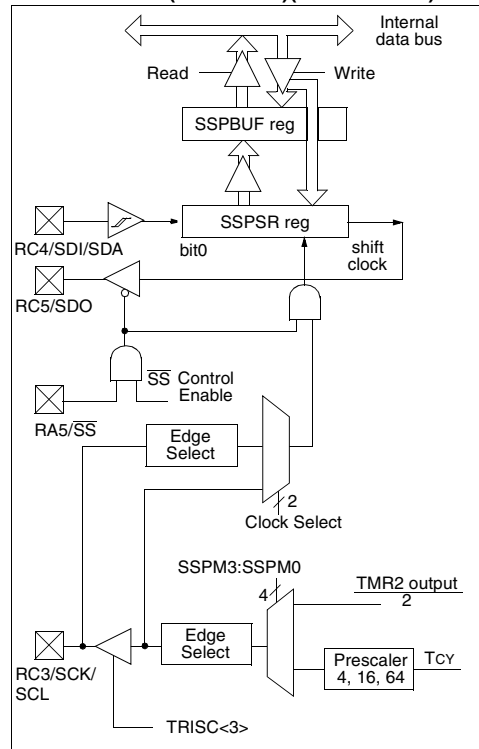 Internal
data bus
Read
Write
SSPBUF reg
SSPSR reg
RC4/SDI/SDA
bit0
shift
clock
RC5/SDO
SS Control
Enable
RA5/SS
Edge
Select
2
Clock Select
SSPM3:SSPM0
4
TMR2 output
2
Edge
Select
Prescaler
4, 16, 64
TCY
RC3/SCK/
SCL
TRISC<3>